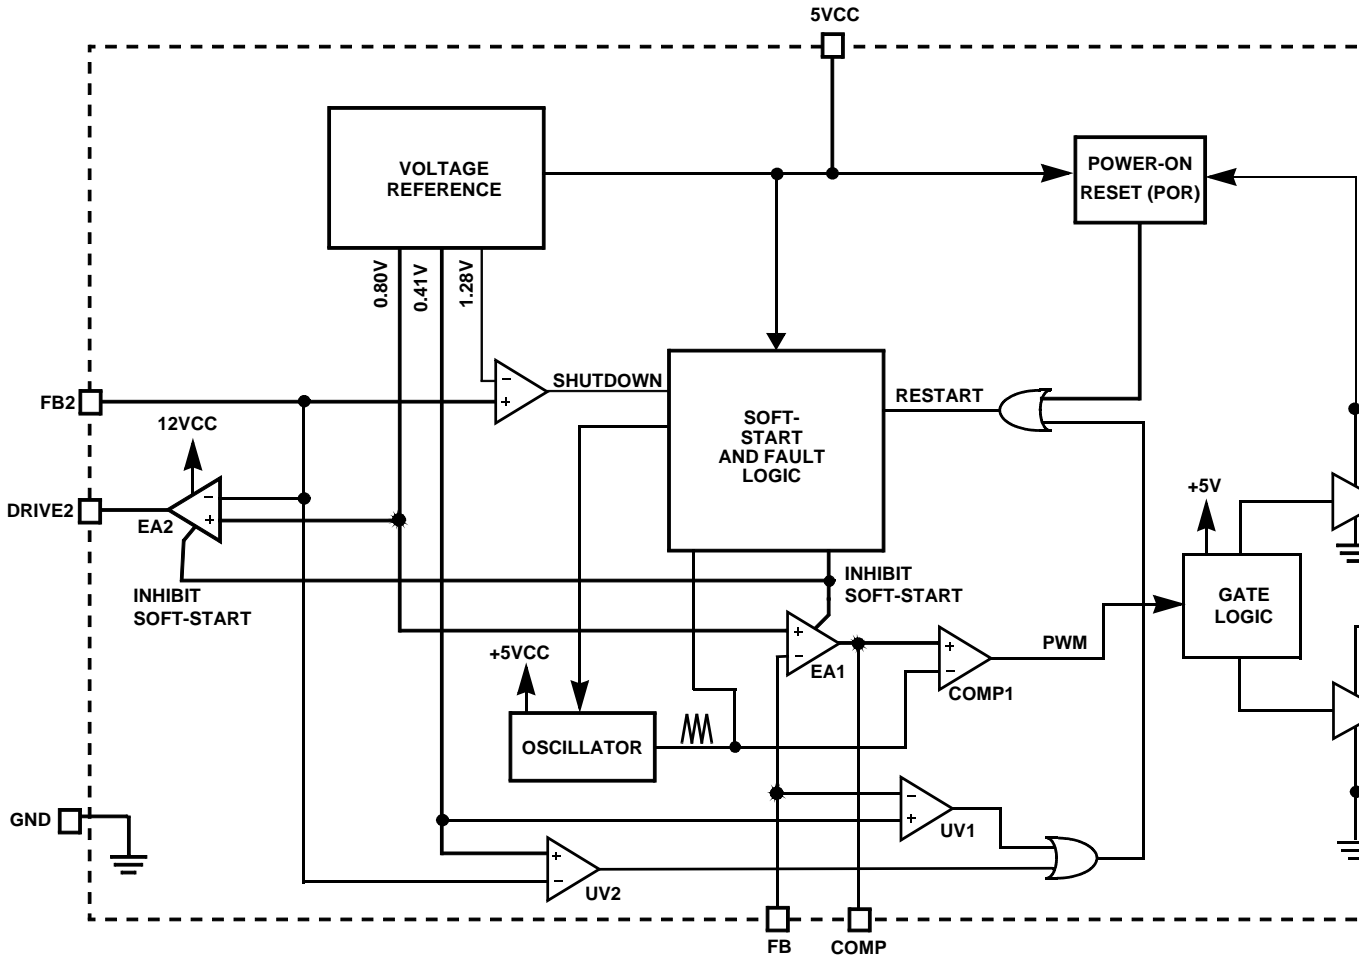 5VCC
VOLTAGE
REFERENCE
POWER-ON
RESET (POR)
0.80V
0.41V
1.28V
SHUTDOWN
RESTART
FB2
12VCC
SOFT-
START
AND FAULT
LOGIC
+5V
DRIVE2
EA2
−
+
−
+
INHIBIT
SOFT-START
INHIBIT
SOFT-START
GATE
LOGIC
+
−
EA1
+
−
COMP1
PWM
+5VCC
OSCILLATOR
GND
−
+
UV1
+
−
UV2
FB
COMP